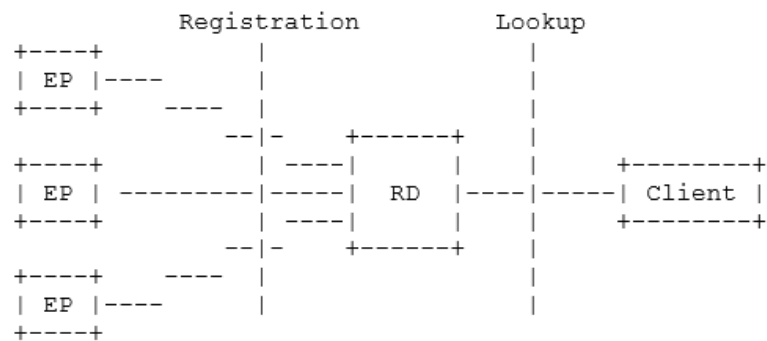 Registration         Lookup
  +----+          |                  |
  | EP |----      |                  |
  +----+    ----  |                  |
                --|-    +------+     |
  +----+          | ----|      |     |     +--------+
  | EP | ---------|-----|  RD  |----|-----| Client |
  +----+          | ----|      |     |     +--------+
                --|-    +------+     |
  +----+    ----  |                  |
  | EP |----      |                  |
  +----+